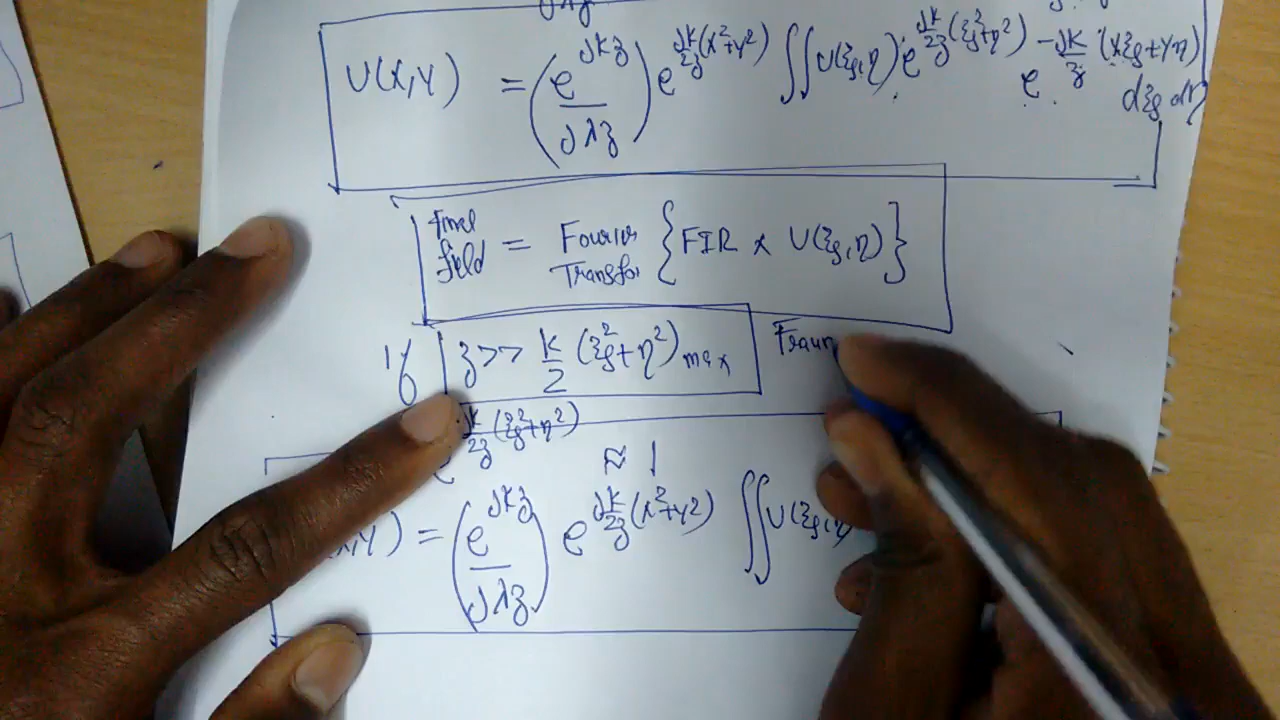 U(x,y) = (e^{jkz}/jλz) e^{jk/2z(x²+y²)} ∬ U(ξ,η) e^{jk/2z(ξ²+η²)} e^{-jk/z(xξ+yη)} dξ dη
Final field = Fourier Transfor {FIR × U(ξ,η)}
if z >> k/2 (ξ²+η²)max Fraun
e^{jk/2z(ξ²+η²)} ≈ 1
(x,y) = (e^{jkz}/jλz) e^{jk/2z(x²+y²)} ∬ U(ξ,η)